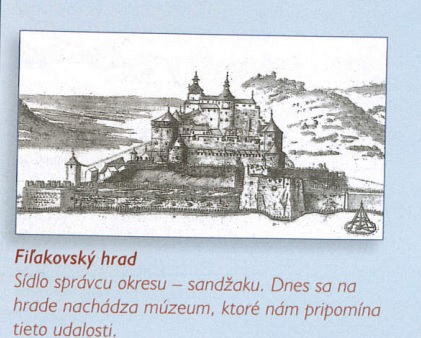 Fiľakovský hrad
Sídlo správcu okresu – sandžaku. Dnes sa na
hrade nachádza múzeum, ktoré nám pripomína
tieto udalosti.